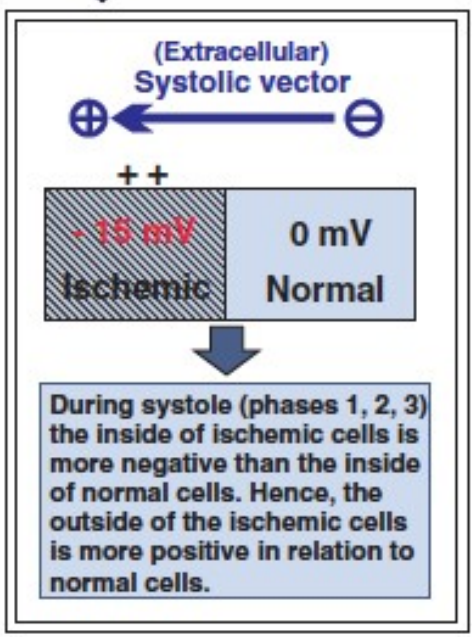 (Extracellular)
Systolic vector
⊕ ⊖
+ +
- 15 mV 0 mV
Ischemic Normal
During systole (phases 1, 2, 3)
the inside of ischemic cells is
more negative than the inside
of normal cells. Hence, the
outside of the ischemic cells
is more positive in relation to
normal cells.